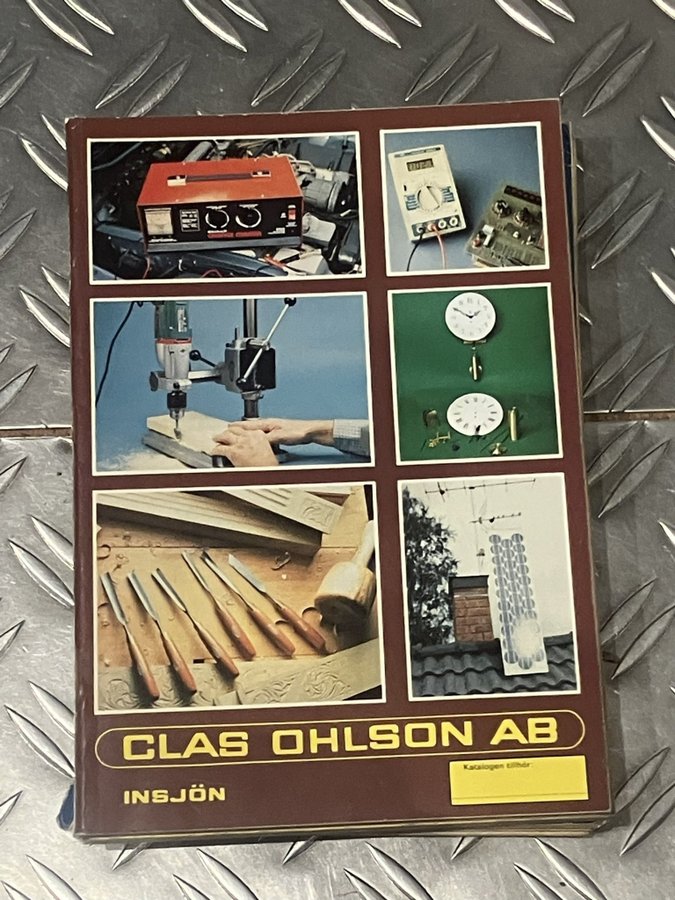 CLAS OHLSON AB
Katalogen tillhör:
INSJÖN